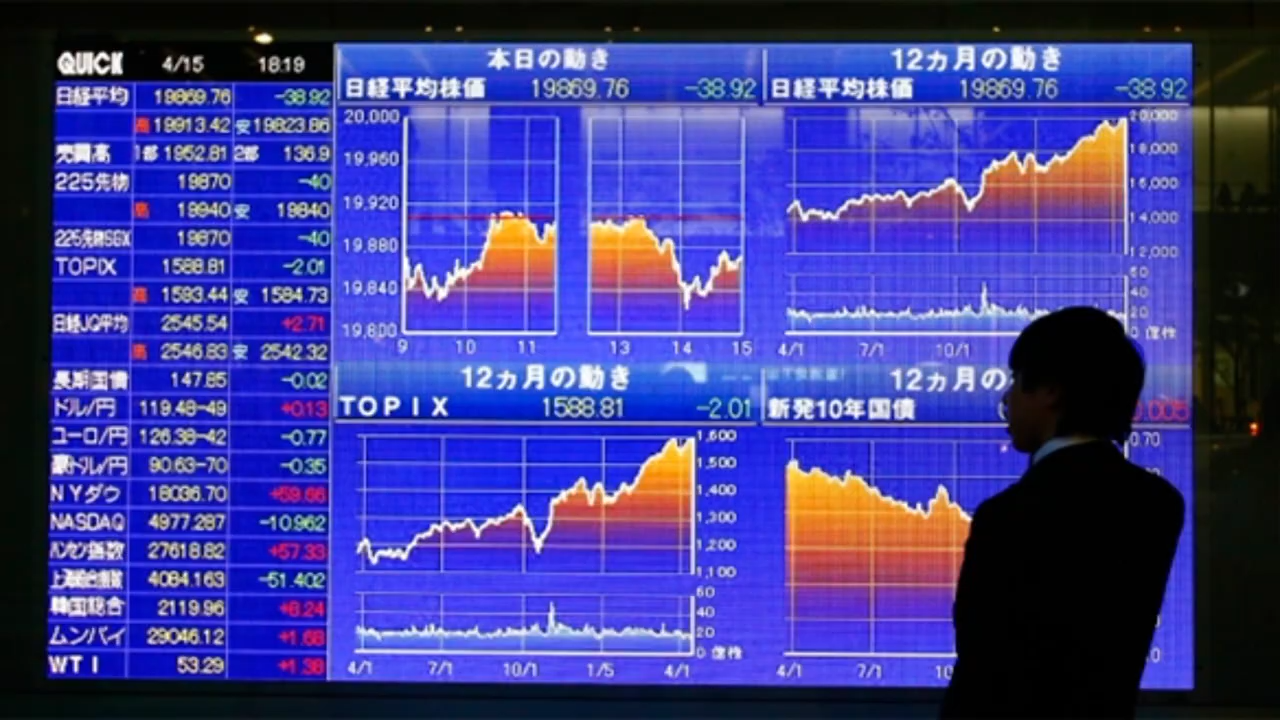 QUICK 4/15 18:19
日経平均 19869.76 -38.92
高 19913.42 安 19823.86
売買高 1部 1952.81 2部 136.9
225先物 19870 -40
高 19940 安 19840
225先物SGX 19870 -40
TOPIX 1588.81 -2.01
高 1593.44 安 1584.73
日経JQ平均 2545.54 +2.71
高 2546.83 安 2542.32
長期国債 147.85 -0.02
ドル/円 119.48-49 +0.13
ユーロ/円 126.38-42 -0.77
豪ドル/円 90.63-70 -0.35
NYダウ 18036.70 +59.66
NASDAQ 4977.287 -10.962
ハンセン指数 27618.82 +57.33
上海総合指数 4084.163 -51.402
韓国総合 2119.96 +8.24
ムンバイ 29046.12 +1.68
WTI 53.29 +1.38
本日の動き
日経平均株価 19869.76 -38.92
20,000
19,960
19,920
19,880
19,840
19,800
9 10 11 13 14 15
12ヵ月の動き
日経平均株価 19869.76 -38.92
20,000
18,000
16,000
14,000
12,000
60
40
20
0 億株
4/1 7/1 10/1
12ヵ月の動き
TOPIX 1588.81 -2.01
1,600
1,500
1,400
1,300
1,200
1,100
60
40
20
0 億株
4/1 7/1 10/1 1/5 4/1
12ヵ月の動
新発10年国債 0.005
0.70
4/1 7/1 10